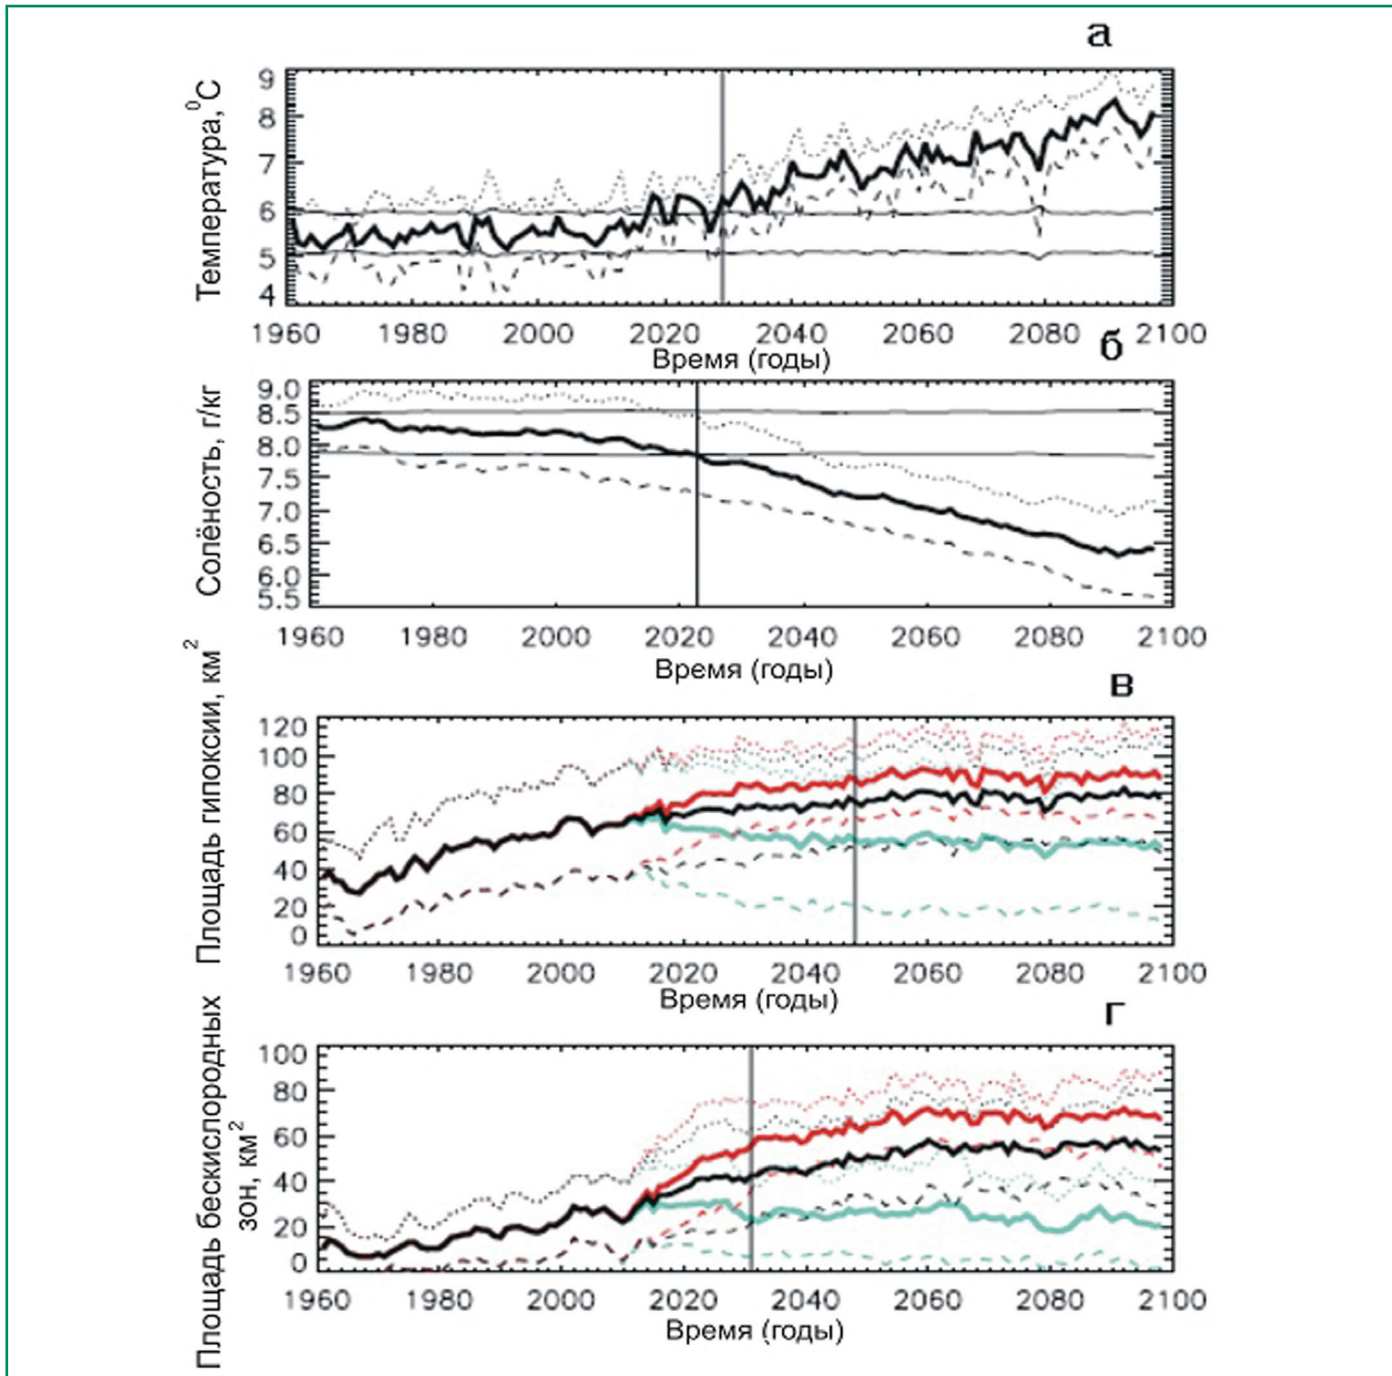 а
Температура,⁰С
9
8
7
6
5
4
1960 1980 2000 2020 2040 2060 2080 2100
Время (годы)
б
Солёность, г/кг
9.0
8.5
8.0
7.5
7.0
6.5
6.0
5.5
1960 1980 2000 2020 2040 2060 2080 2100
Время (годы)
в
Площадь гипоксии, км²
120
100
80
60
40
20
0
1960 1980 2000 2020 2040 2060 2080 2100
Время (годы)
г
Площадь бескислородных
зон, км²
100
80
60
40
20
0
1960 1980 2000 2020 2040 2060 2080 2100
Время (годы)